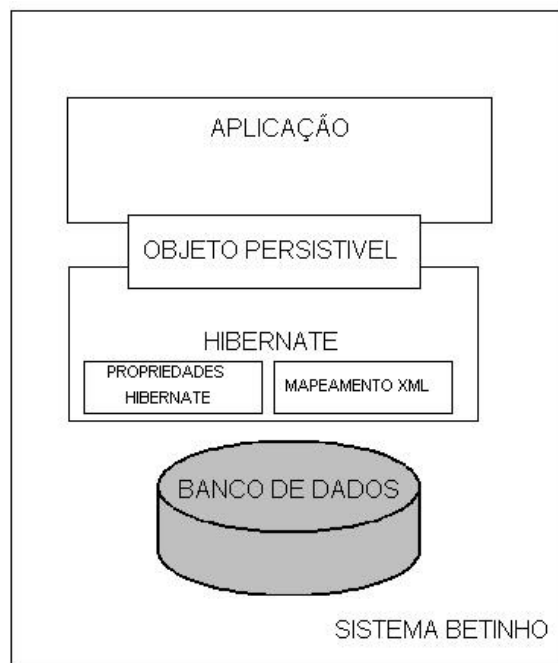 APLICAÇÃO
OBJETO PERSISTIVEL
HIBERNATE
PROPRIEDADES
HIBERNATE
MAPEAMENTO XML
BANCO DE DADOS
SISTEMA BETINHO